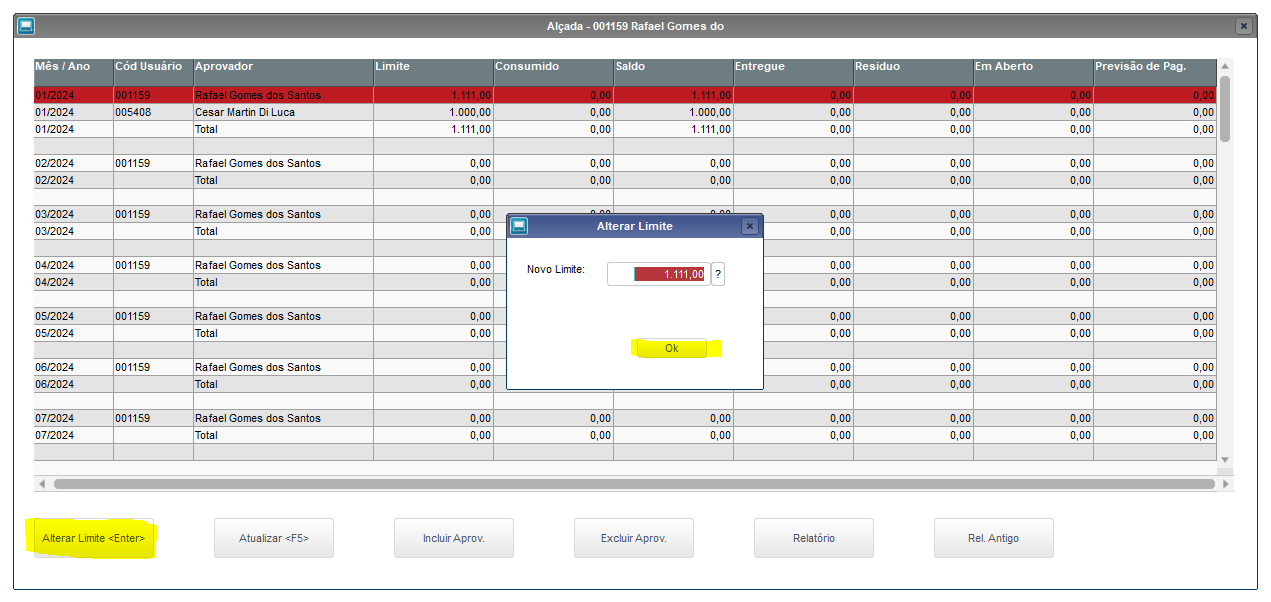 Alçada - 001159 Rafael Gomes do
Mês / Ano Cód Usuário Aprovador Limite Consumido Saldo Entregue Resíduo Em Aberto Previsão de Pag.
01/2024 001159 Rafael Gomes dos Santos 1.111,00 0,00 1.111,00 0,00 0,00 0,00 0,00
01/2024 005408 Cesar Martin Di Luca 1.000,00 0,00 1.000,00 0,00 0,00 0,00 0,00
01/2024 Total 1.111,00 0,00 1.111,00 0,00 0,00 0,00 0,00
02/2024 001159 Rafael Gomes dos Santos 0,00 0,00 0,00 0,00 0,00 0,00 0,00
02/2024 Total 0,00 0,00 0,00 0,00 0,00 0,00 0,00
03/2024 001159 Rafael Gomes dos Santos 0,00 0,00 0,00 0,00 0,00 0,00 0,00
03/2024 Total 0,00 0,00 0,00 0,00 0,00
04/2024 001159 Rafael Gomes dos Santos 0,00 0,00 0,00 0,00 0,00
04/2024 Total 0,00 0,00 0,00 0,00 0,00
05/2024 001159 Rafael Gomes dos Santos 0,00 0,00 0,00 0,00 0,00
05/2024 Total 0,00 0,00 0,00 0,00 0,00
06/2024 001159 Rafael Gomes dos Santos 0,00 0,00 0,00 0,00 0,00
06/2024 Total 0,00 0,00 0,00 0,00 0,00
07/2024 001159 Rafael Gomes dos Santos 0,00 0,00 0,00 0,00 0,00 0,00 0,00
07/2024 Total 0,00 0,00 0,00 0,00 0,00 0,00 0,00
Alterar Limite
Novo Limite: 1.111,00 ?
Ok
Alterar Limite <Enter> Atualizar <F5> Incluir Aprov. Excluir Aprov. Relatório Rel. Antigo